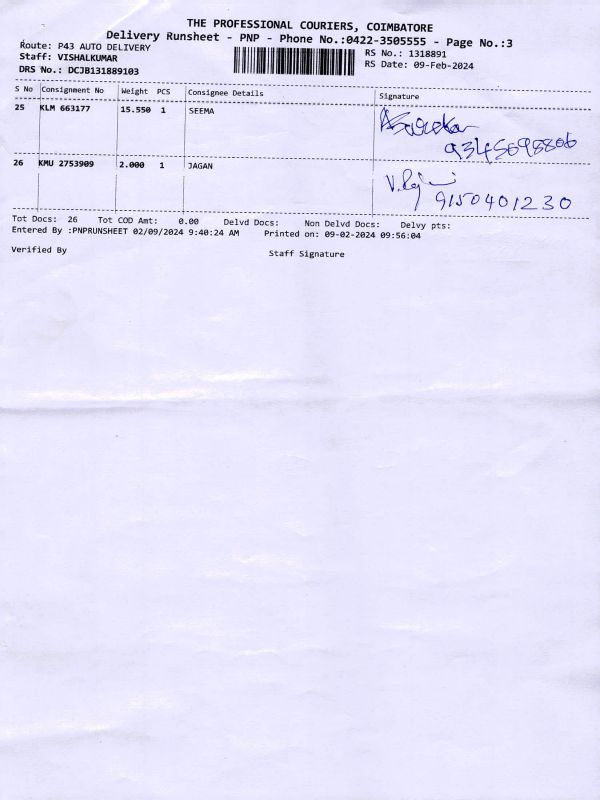 THE PROFESSIONAL COURIERS, COIMBATORE
Delivery Runsheet - PNP - Phone No.:0422-3505555 - Page No.:3
Route: P43 AUTO DELIVERY
RS No.: 1318891
Staff: VISHALKUMAR
RS Date: 09-Feb-2024
DRS No.: DCJB131889103
S No Consignment No Weight PCS Consignee Details Signature
25 KLM 663177 15.550 1 SEEMA
26 KMU 2753909 2.000 1 JAGAN
9150401230
Tot Docs: 26 Tot COD Amt: 0.00 Delvd Docs: Non Delvd Docs: Delvy pts:
Entered By :PNPRUNSHEET 02/09/2024 9:40:24 AM Printed on: 09-02-2024 09:56:04
Verified By Staff Signature